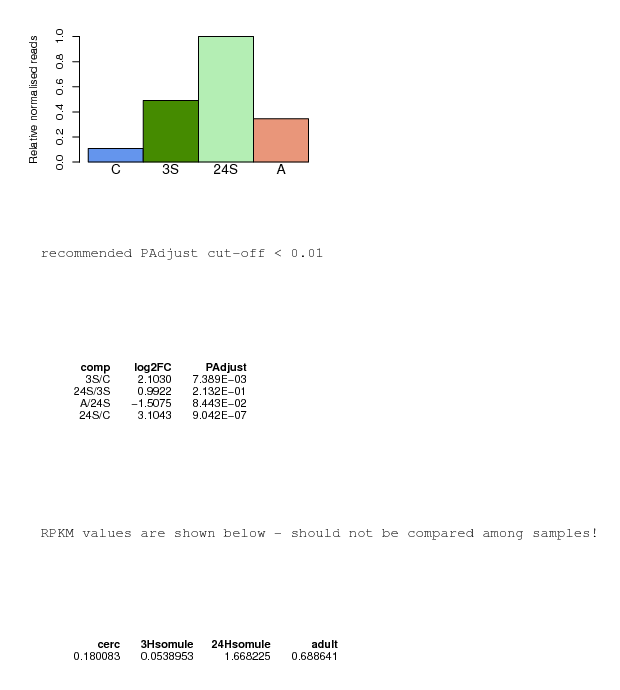 Relative normalised reads
1.0
0.8
0.6
0.4
0.2
0.0
C 3S 24S A
recommended PAdjust cut-off < 0.01
comp log2FC PAdjust
3S/C 2.1030 7.389E−03
24S/3S 0.9922 2.132E−01
A/24S −1.5075 8.443E−02
24S/C 3.1043 9.042E−07
RPKM values are shown below - should not be compared among samples!
cerc 3Hsomule 24Hsomule adult
0.180083 0.0538953 1.668225 0.688641